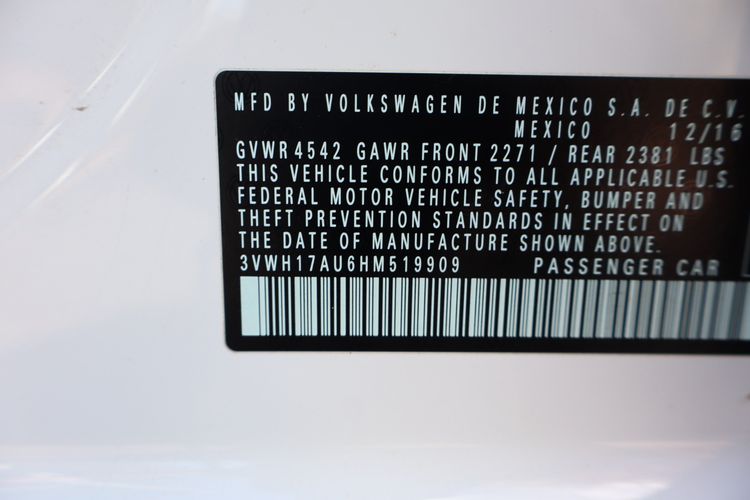 MFD BY VOLKSWAGEN DE MEXICO S.A. DE C.V.
MEXICO 12/16
GVWR 4542 GAWR FRONT 2271 / REAR 2381 LBS
THIS VEHICLE CONFORMS TO ALL APPLICABLE U.S.
FEDERAL MOTOR VEHICLE SAFETY, BUMPER AND
THEFT PREVENTION STANDARDS IN EFFECT ON
THE DATE OF MANUFACTURE SHOWN ABOVE.
3VWH17AU6HM519909 PASSENGER CAR